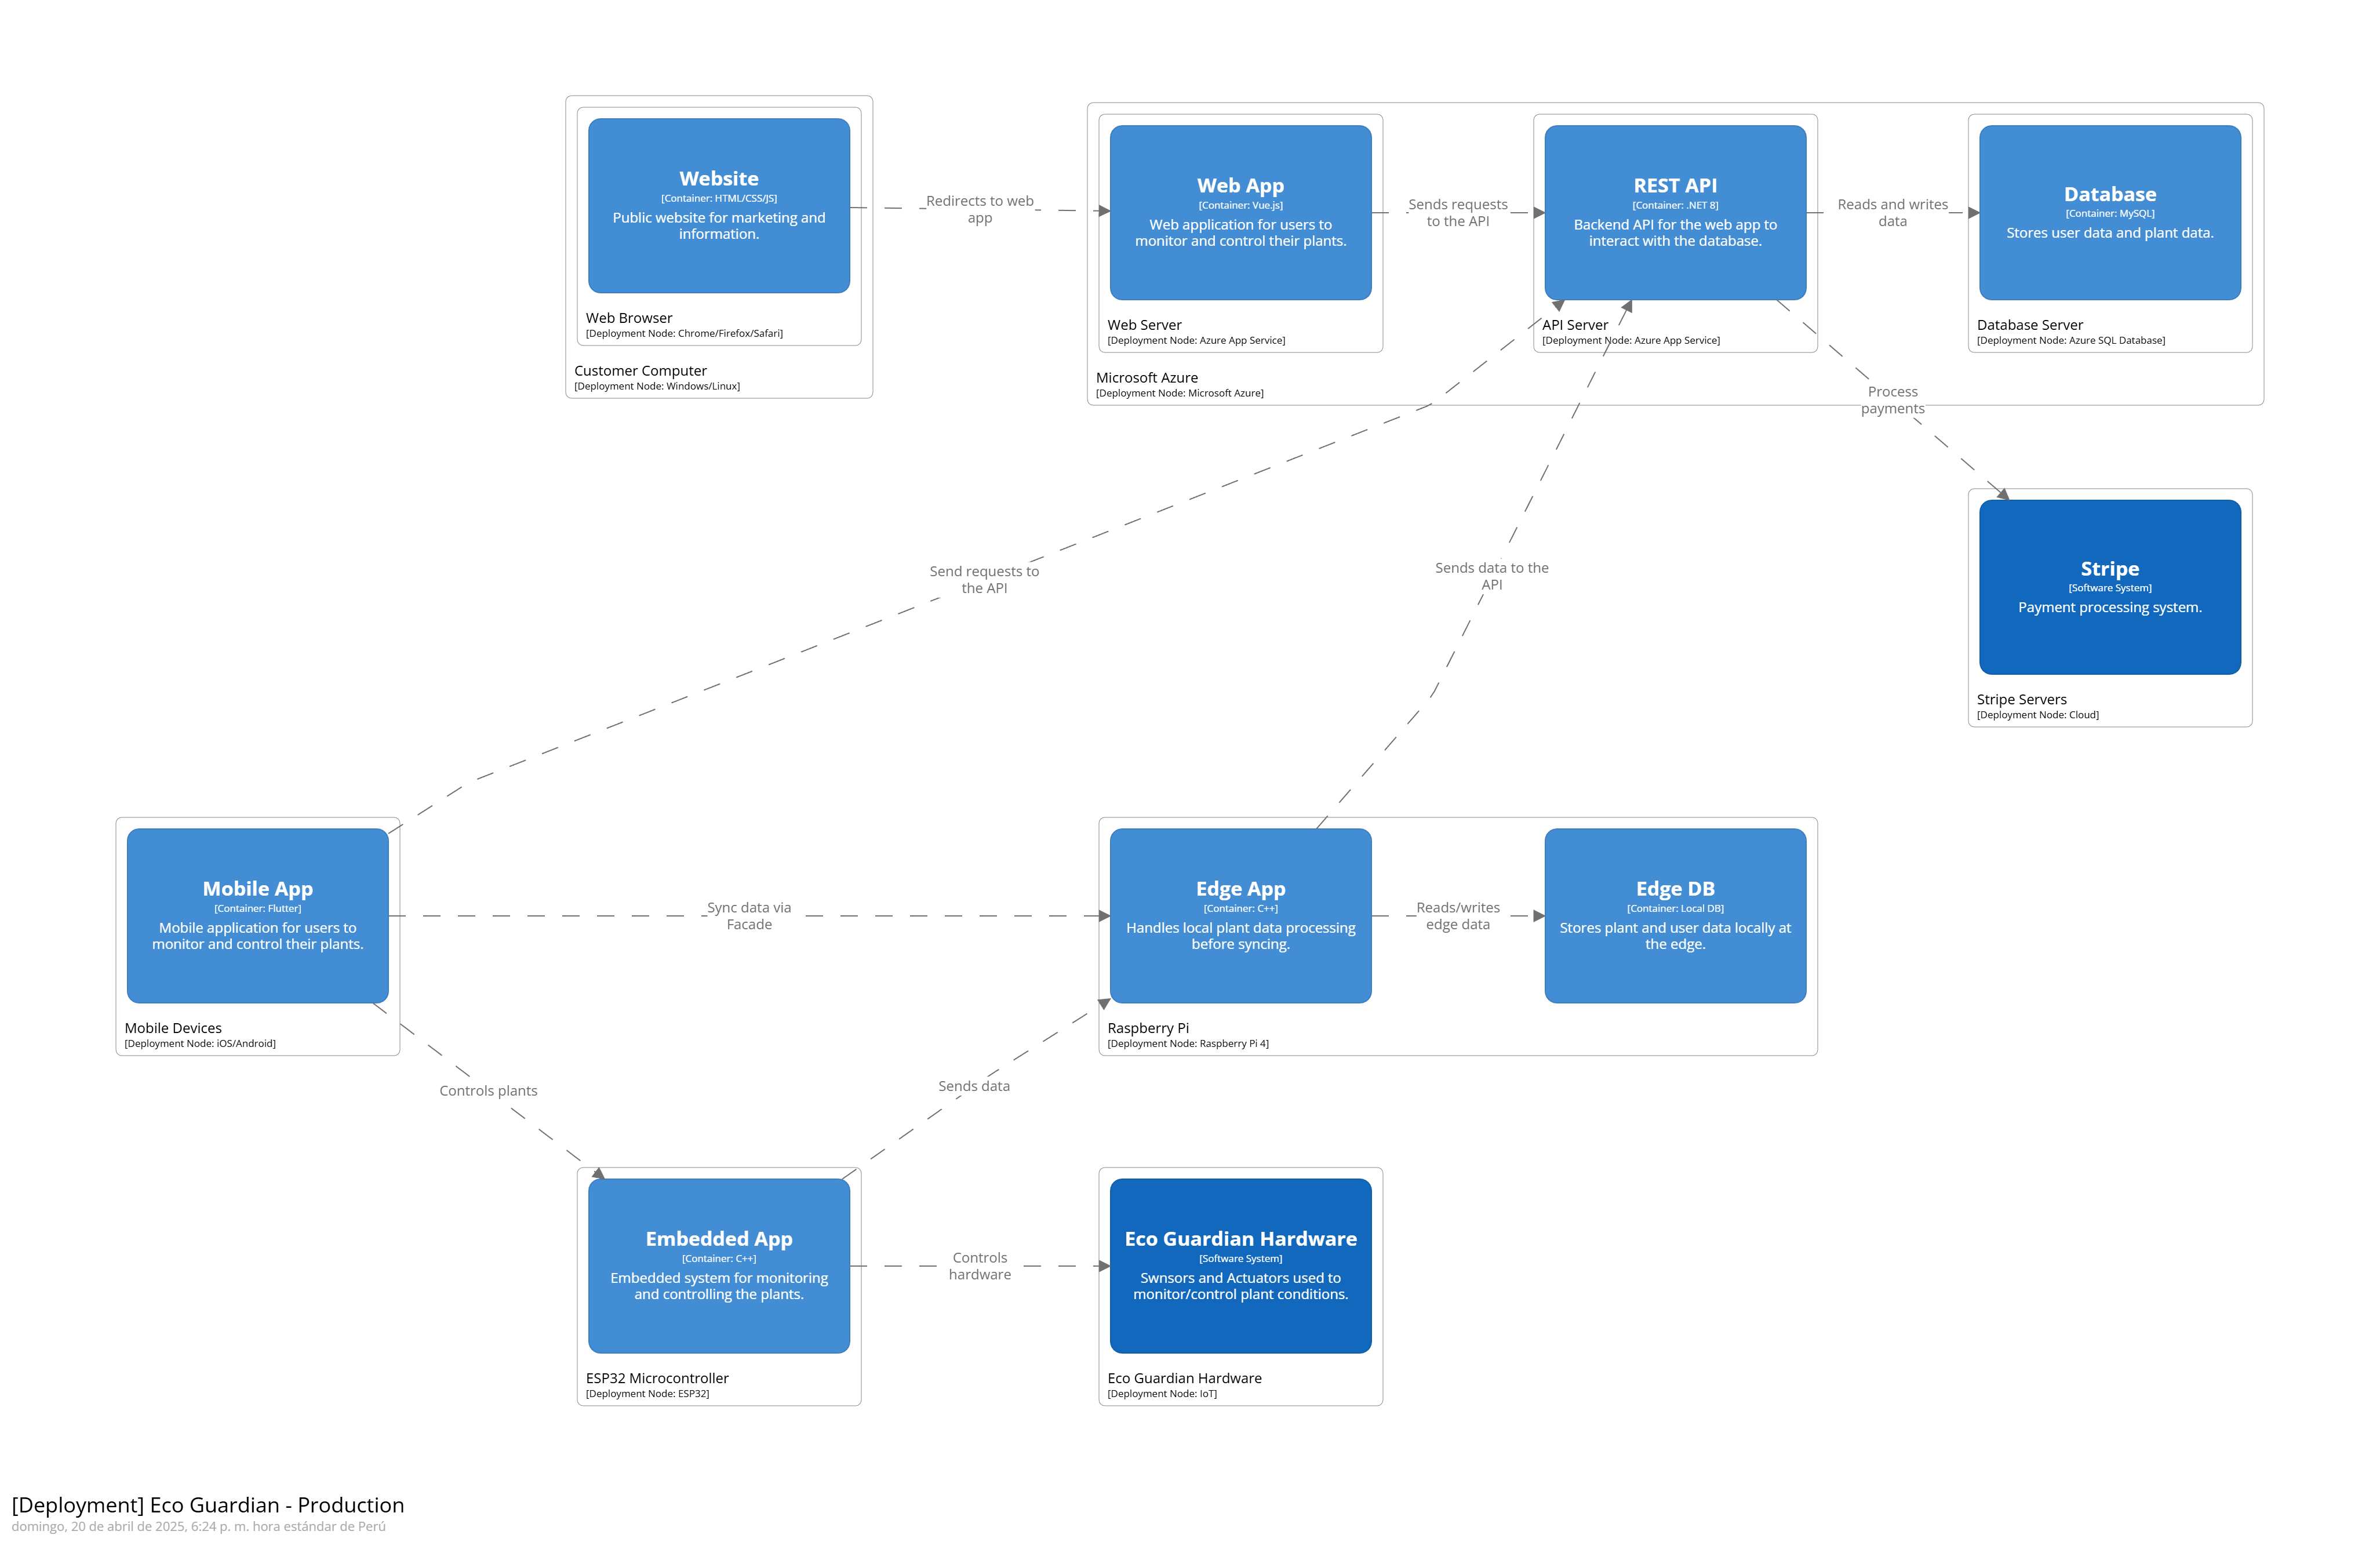 Website
[Container: HTML/CSS/JS]
Public website for marketing and
information.
Web Browser
[Deployment Node: Chrome/Firefox/Safari]
Customer Computer
[Deployment Node: Windows/Linux]
Redirects to web
app
Web App
[Container: Vue.js]
Web application for users to
monitor and control their plants.
Web Server
[Deployment Node: Azure App Service]
Microsoft Azure
[Deployment Node: Microsoft Azure]
Sends requests
to the API
REST API
[Container: .NET 8]
Backend API for the web app to
interact with the database.
API Server
[Deployment Node: Azure App Service]
Reads and writes
data
Database
[Container: MySQL]
Stores user data and plant data.
Database Server
[Deployment Node: Azure SQL Database]
Process
payments
Send requests to
the API
Sends data to the
API
Stripe
[Software System]
Payment processing system.
Stripe Servers
[Deployment Node: Cloud]
Mobile App
[Container: Flutter]
Mobile application for users to
monitor and control their plants.
Mobile Devices
[Deployment Node: iOS/Android]
Sync data via
Facade
Edge App
[Container: C++]
Handles local plant data processing
before syncing.
Raspberry Pi
[Deployment Node: Raspberry Pi 4]
Reads/writes
edge data
Edge DB
[Container: Local DB]
Stores plant and user data locally at
the edge.
Controls plants
Sends data
Embedded App
[Container: C++]
Embedded system for monitoring
and controlling the plants.
ESP32 Microcontroller
[Deployment Node: ESP32]
Controls
hardware
Eco Guardian Hardware
[Software System]
Swnsors and Actuators used to
monitor/control plant conditions.
Eco Guardian Hardware
[Deployment Node: IoT]
[Deployment] Eco Guardian - Production
domingo, 20 de abril de 2025, 6:24 p. m. hora estándar de Perú